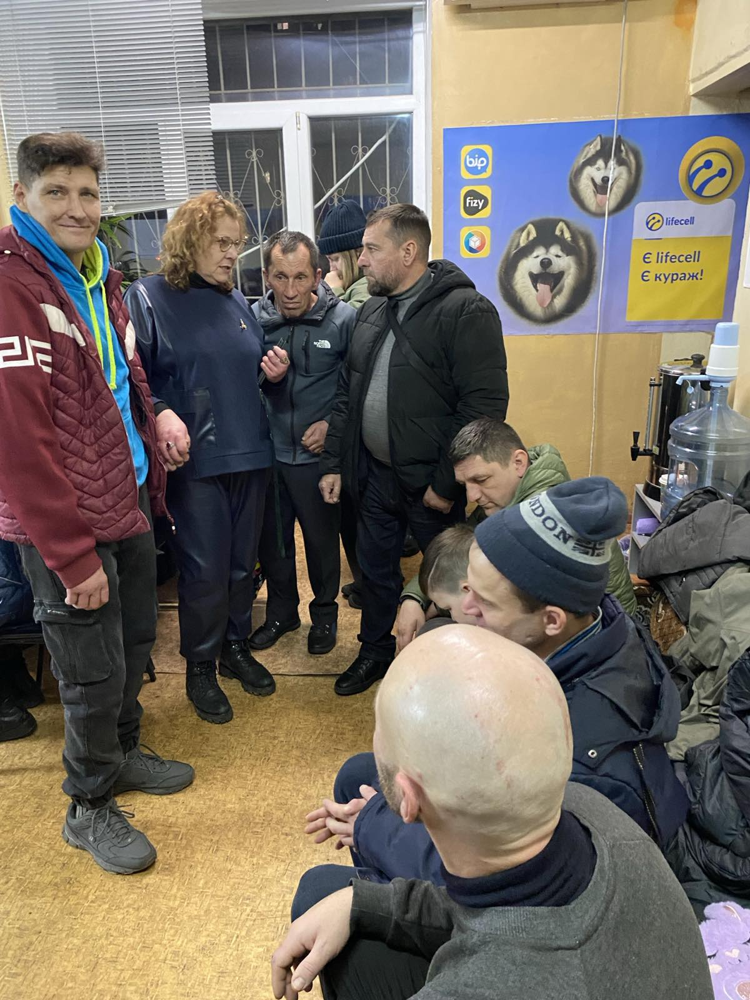 bip
fizy
lifecell
Є lifecell
Є кураж!
THE
NORTH
FACE
NDON